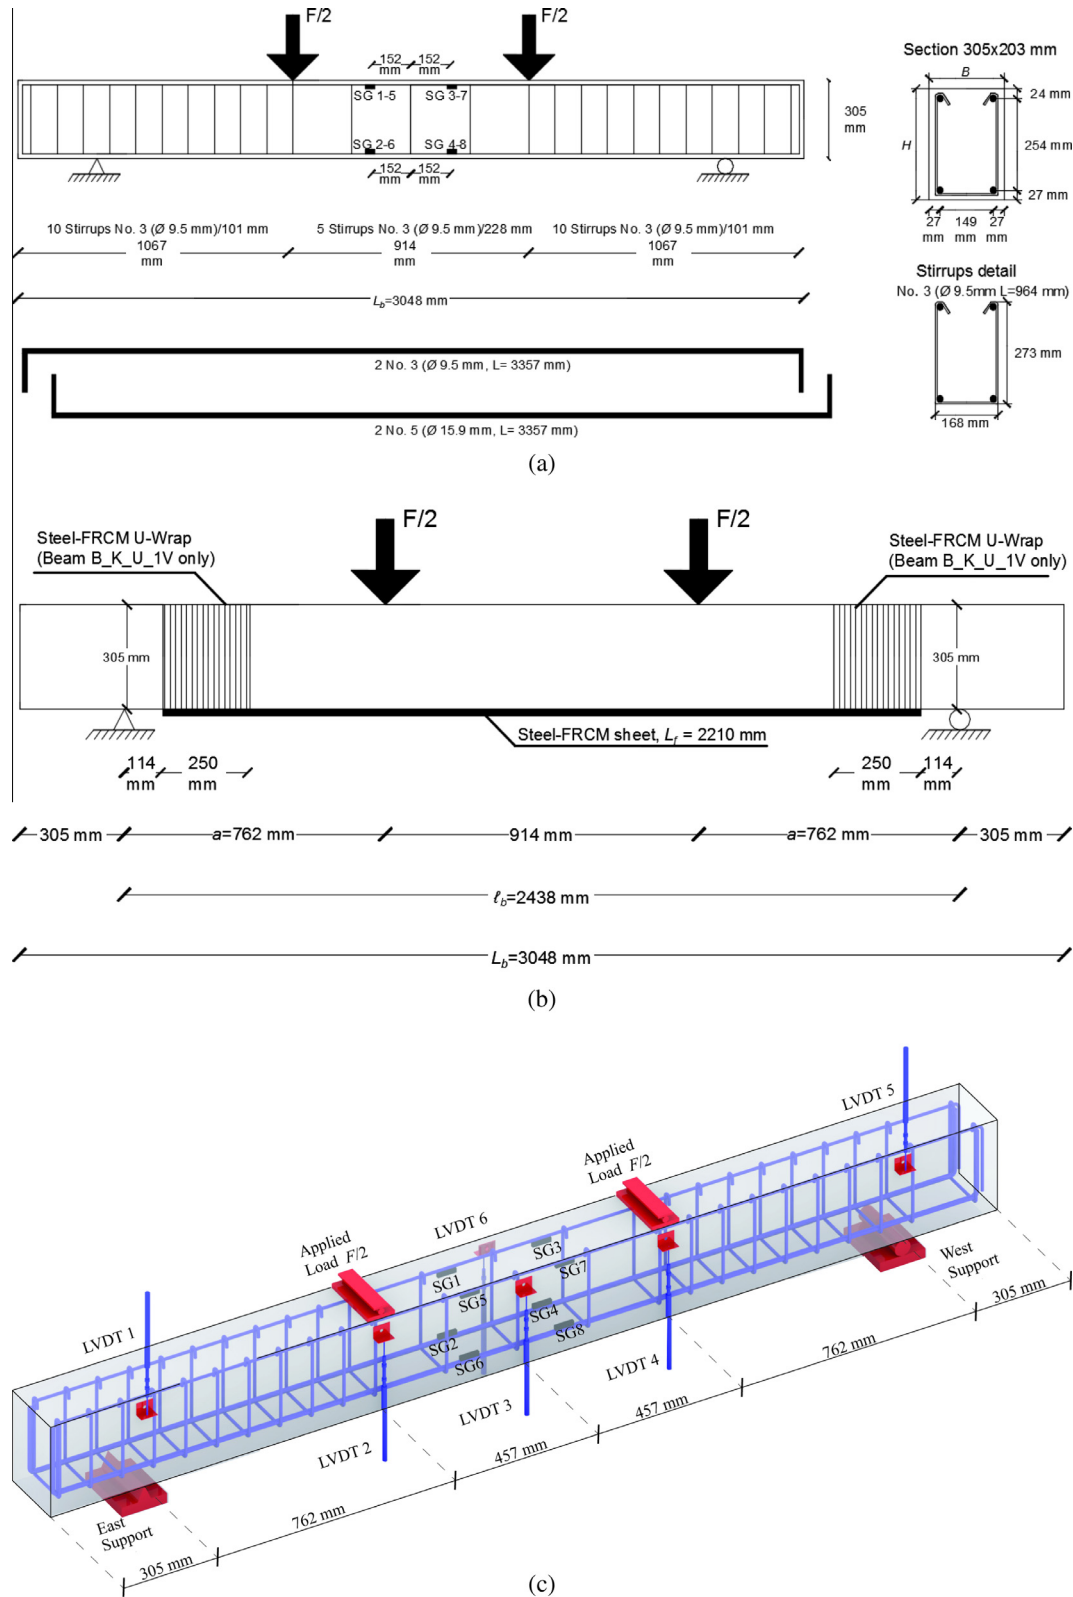 F/2
F/2
152 mm
152 mm
SG 1-5
SG 3-7
SG 2-6
SG 4-8
152 mm
152 mm
305 mm
10 Stirrups No. 3 (Ø 9.5 mm)/101 mm
5 Stirrups No. 3 (Ø 9.5 mm)/228 mm
10 Stirrups No. 3 (Ø 9.5 mm)/101 mm
1067 mm
914 mm
1067 mm
Lb=3048 mm
2 No. 3 (Ø 9.5 mm, L= 3357 mm)
2 No. 5 (Ø 15.9 mm, L= 3357 mm)
Section 305x203 mm
B
24 mm
H
254 mm
27 mm
27 mm
149 mm
27 mm
Stirrups detail
No. 3 (Ø 9.5mm L=964 mm)
273 mm
168 mm
(a)
F/2
F/2
Steel-FRCM U-Wrap
(Beam B_K_U_1V only)
Steel-FRCM U-Wrap
(Beam B_K_U_1V only)
305 mm
305 mm
Steel-FRCM sheet, Lf = 2210 mm
114 mm
250 mm
250 mm
114 mm
305 mm
a=762 mm
914 mm
a=762 mm
305 mm
ℓb=2438 mm
Lb=3048 mm
(b)
LVDT 5
Applied
Load F/2
LVDT 6
Applied
Load F/2
SG3
SG7
SG1
SG5
SG4
SG2
SG8
SG6
LVDT 1
West
Support
LVDT 4
LVDT 3
LVDT 2
East
Support
305 mm
762 mm
457 mm
457 mm
762 mm
305 mm
(c)